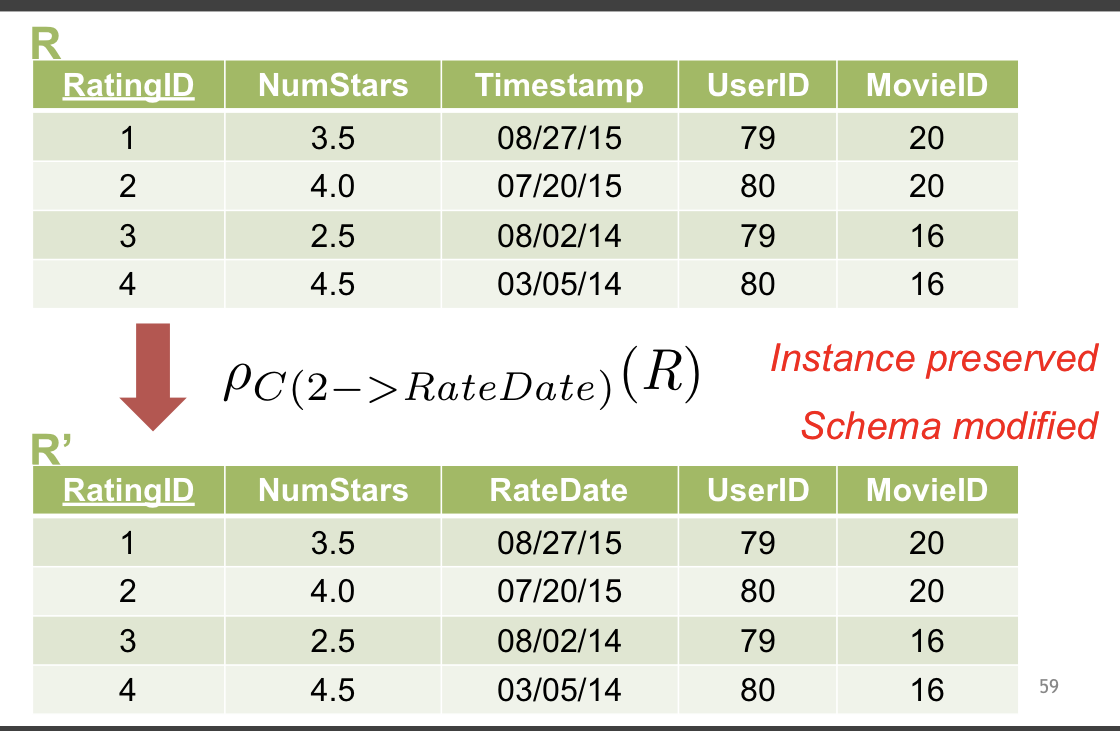 R
RatingID NumStars Timestamp UserID MovieID
1 3.5 08/27/15 79 20
2 4.0 07/20/15 80 20
3 2.5 08/02/14 79 16
4 4.5 03/05/14 80 16
ρC(2−>RateDate)(R)
Instance preserved
Schema modified
R’
RatingID NumStars RateDate UserID MovieID
1 3.5 08/27/15 79 20
2 4.0 07/20/15 80 20
3 2.5 08/02/14 79 16
4 4.5 03/05/14 80 16
59